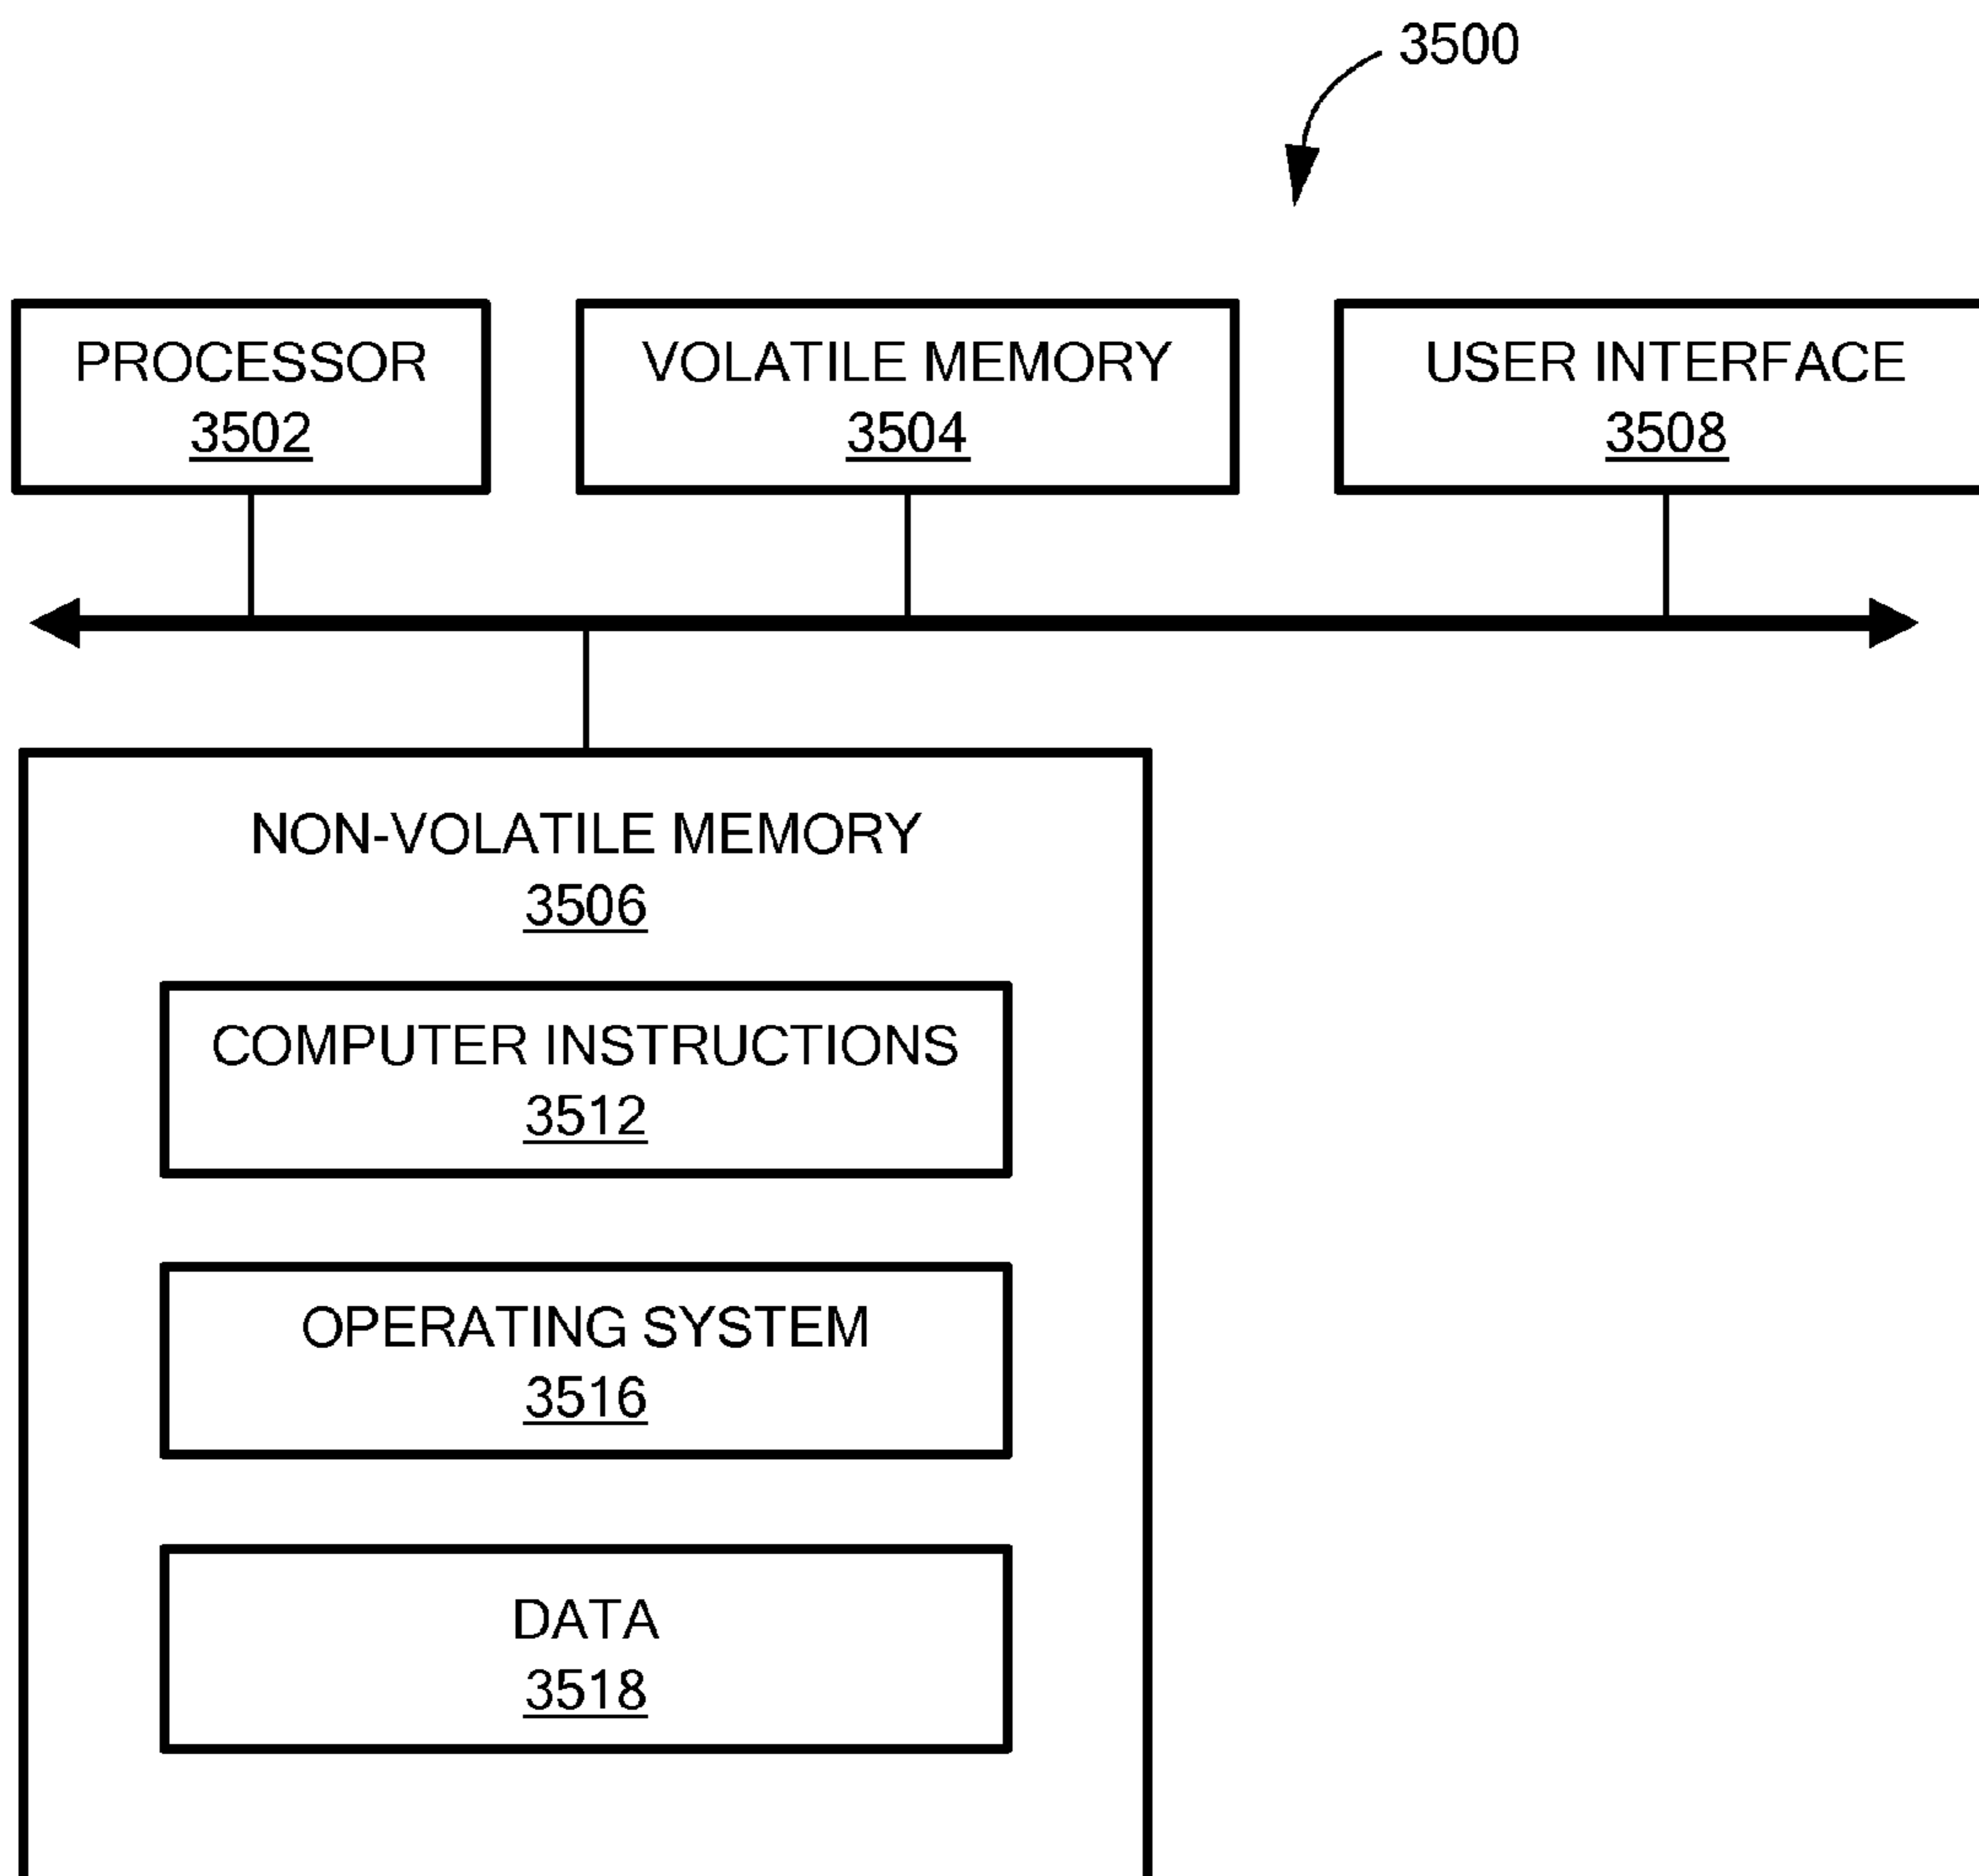 3500
PROCESSOR
3502
VOLATILE MEMORY
3504
USER INTERFACE
3508
NON-VOLATILE MEMORY
3506
COMPUTER INSTRUCTIONS
3512
OPERATING SYSTEM
3516
DATA
3518